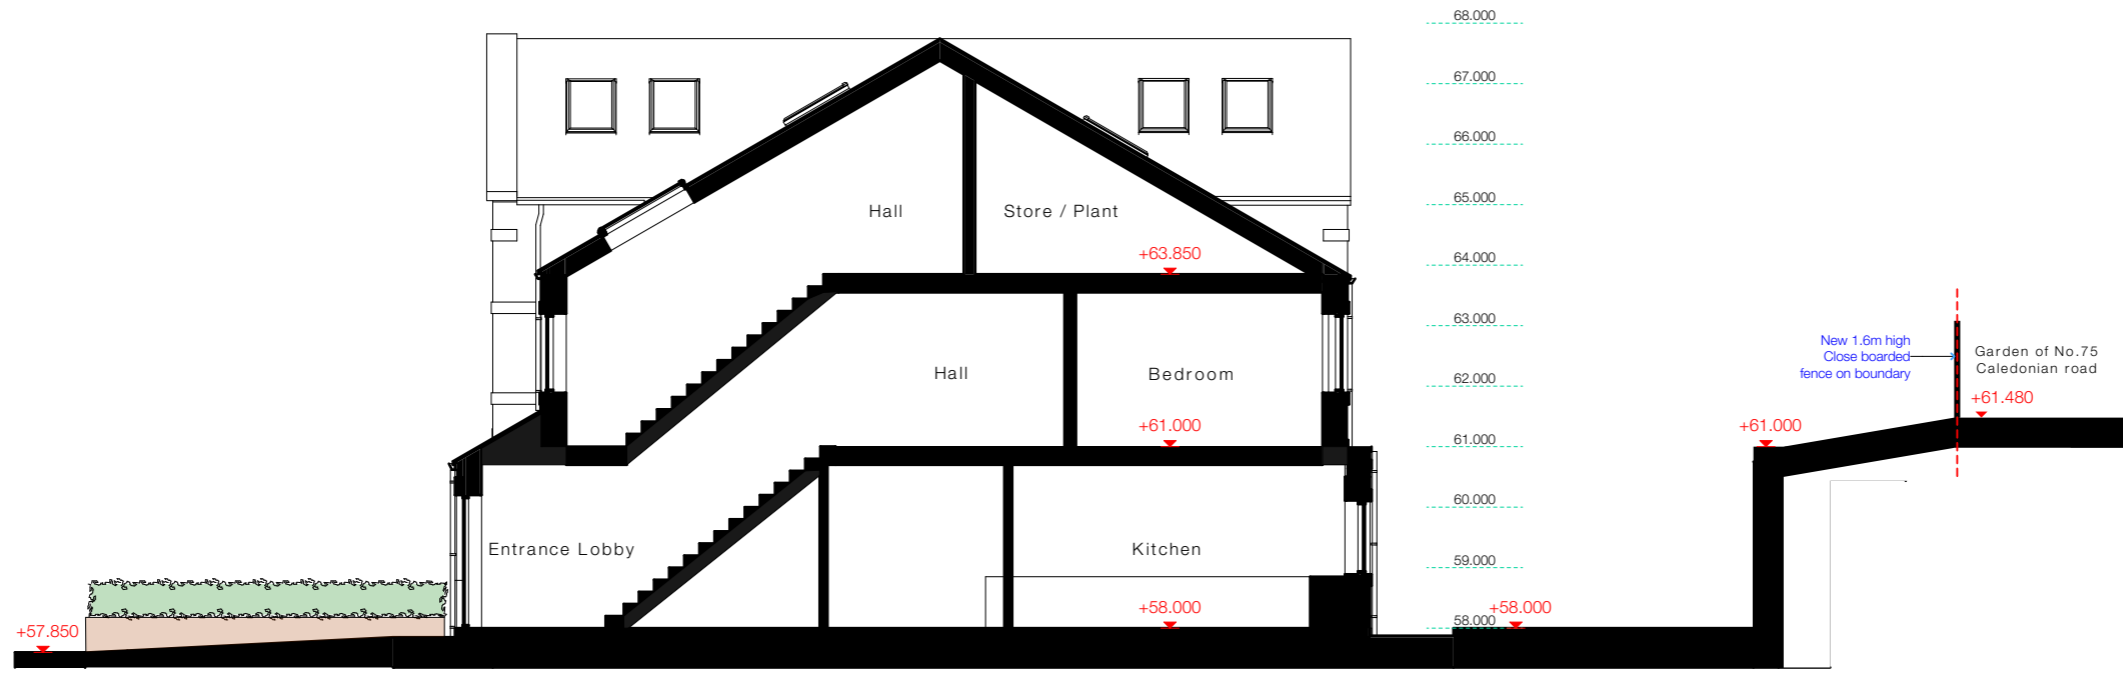 68.000
67.000
66.000
65.000
Hall
Store / Plant
+63.850
64.000
63.000
New 1.6m high
Close boarded
fence on boundary
Garden of No.75
Caledonian road
Hall
Bedroom
62.000
+61.480
+61.000
61.000
+61.000
60.000
Entrance Lobby
Kitchen
59.000
+58.000
58.000
+58.000
+57.850